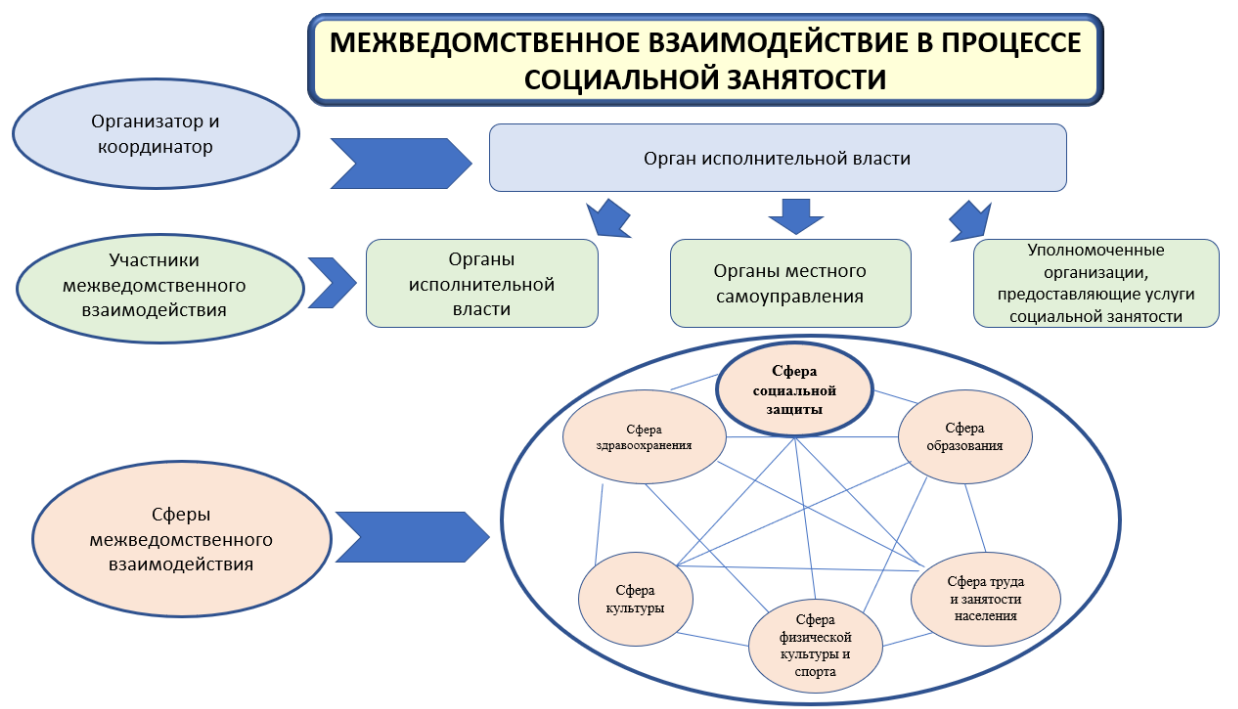 МЕЖВЕДОМСТВЕННОЕ ВЗАИМОДЕЙСТВИЕ В ПРОЦЕССЕ
СОЦИАЛЬНОЙ ЗАНЯТОСТИ
Организатор и
координатор
Орган исполнительной власти
Участники
межведомственного
взаимодействия
Органы
исполнительной
власти
Органы местного
самоуправления
Уполномоченные
организации,
предоставляющие услуги
социальной занятости
Сферы
межведомственного
взаимодействия
Сфера
социальной
защиты
Сфера
здравоохранения
Сфера
образования
Сфера
культуры
Сфера
физической
культуры и
спорта
Сфера труда
и занятости
населения